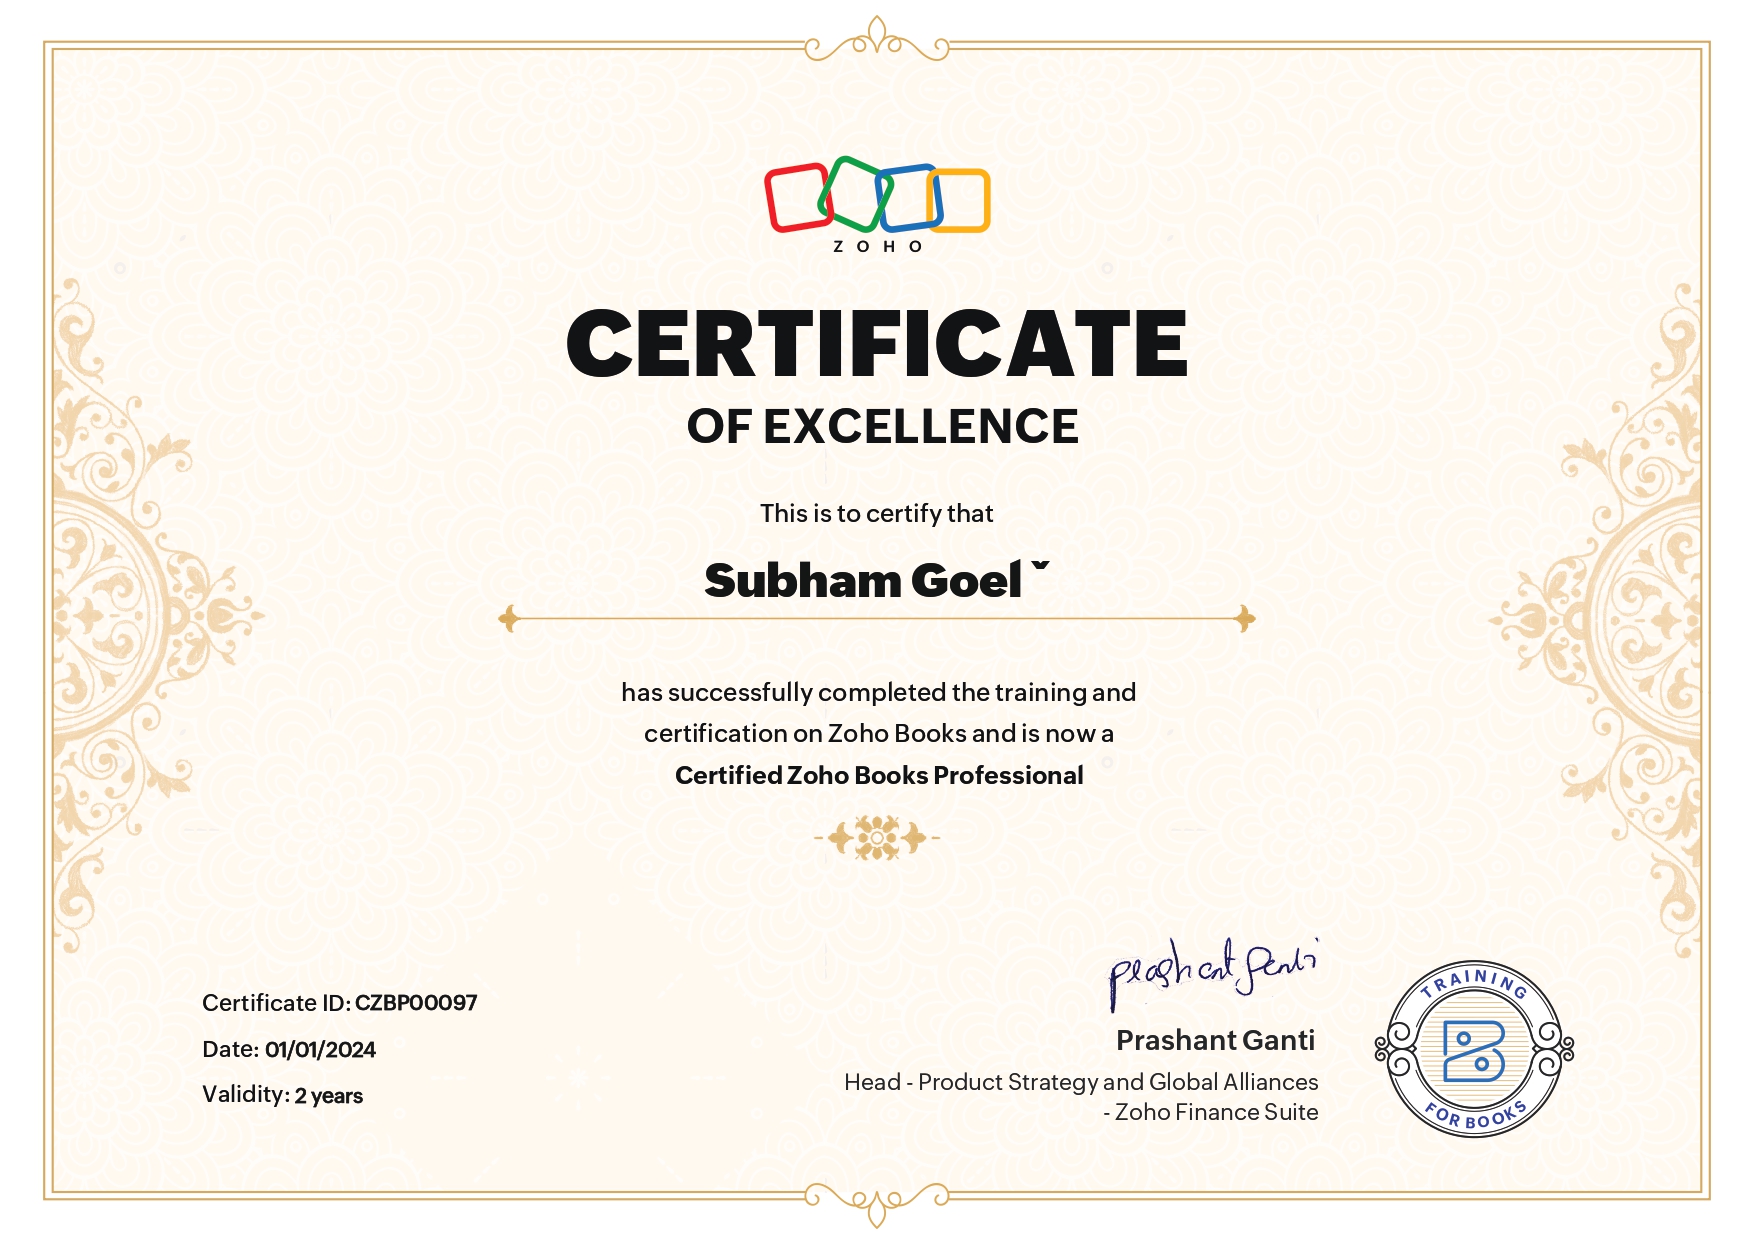 ZOHO
CERTIFICATE
OF EXCELLENCE
This is to certify that
Subham Goel ˇ
has successfully completed the training and
certification on Zoho Books and is now a
Certified Zoho Books Professional
Certificate ID: CZBP00097
Date: 01/01/2024
Validity: 2 years
Prashant Ganti
Prashant Ganti
Head - Product Strategy and Global Alliances
- Zoho Finance Suite
TRAINING
FOR BOOKS